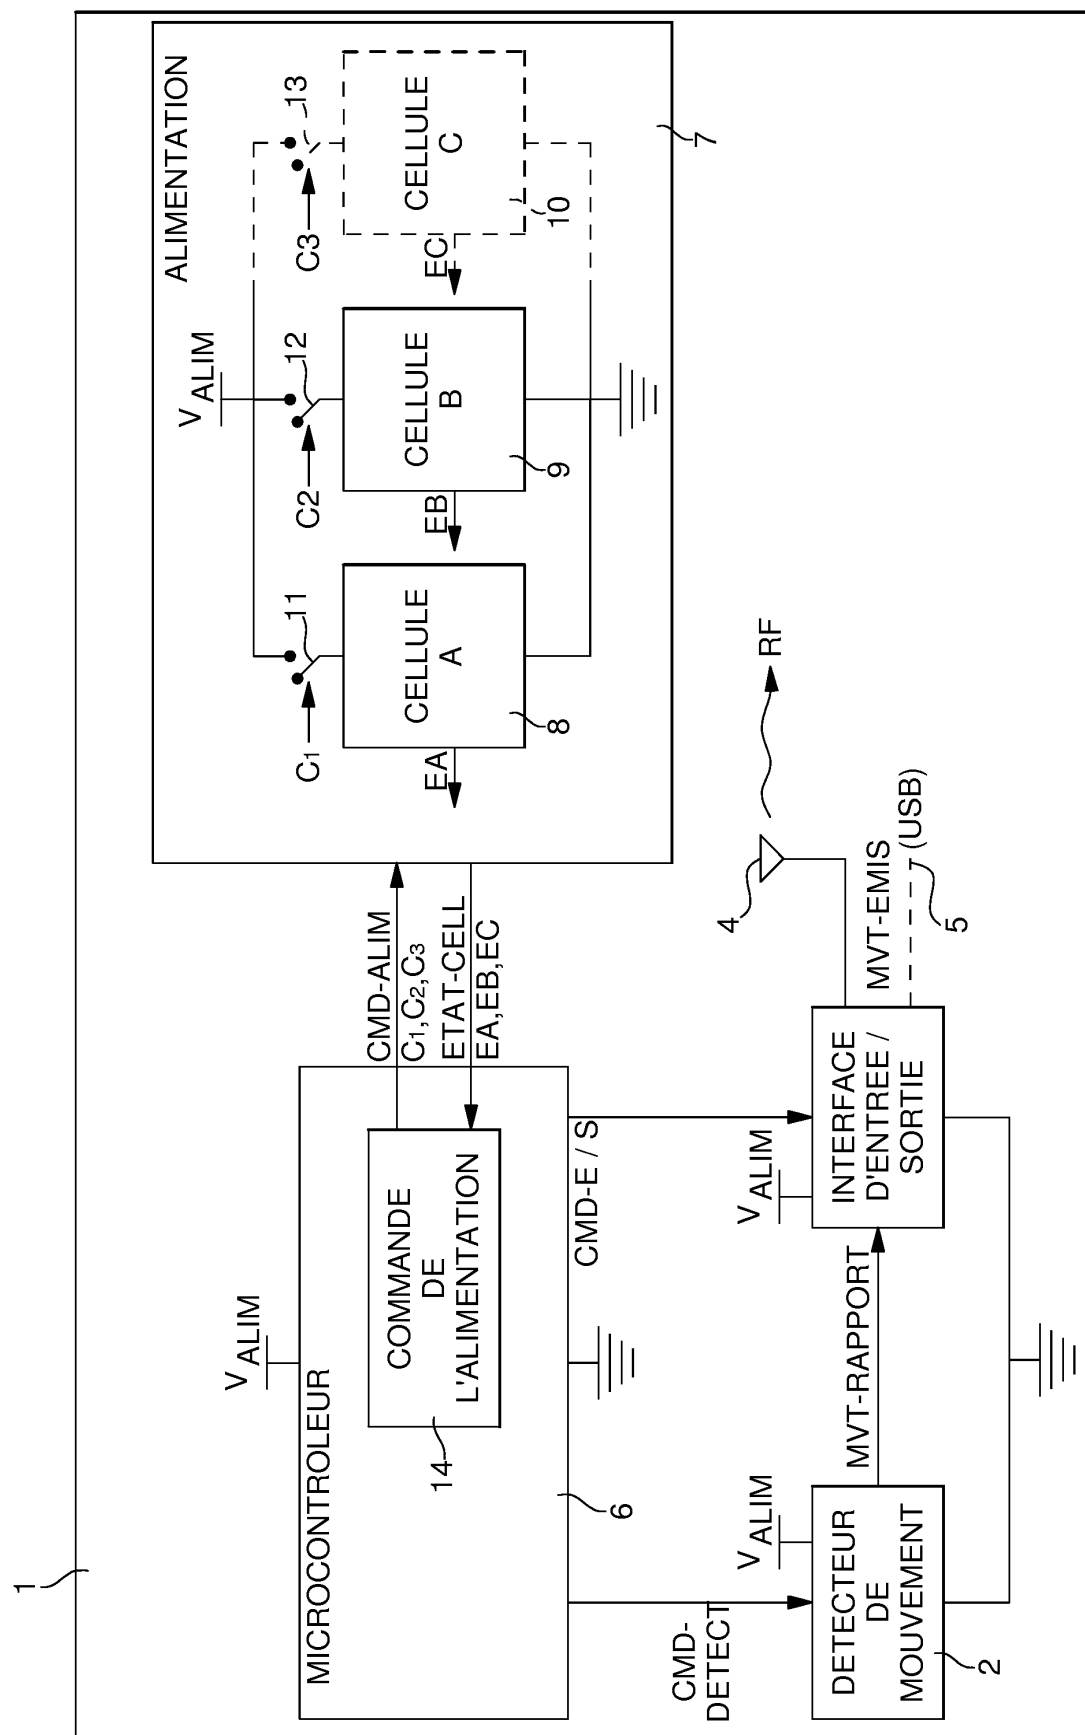 1
MICROCONTROLEUR
V ALIM
COMMANDE
DE
L'ALIMENTATION
14
6
CMD-ALIM
C1,C2,C3
ETAT-CELL
EA,EB,EC
ALIMENTATION
V ALIM
C1
11
C2
12
C3
13
CELLULE
A
CELLULE
B
CELLULE
C
EA
EB
EC
8
9
10
7
CMD-
DETECT
CMD-E / S
V ALIM
DETECTEUR
DE
MOUVEMENT
2
MVT-RAPPORT
V ALIM
INTERFACE
D'ENTREE /
SORTIE
4
RF
MVT-EMIS
(USB)
5